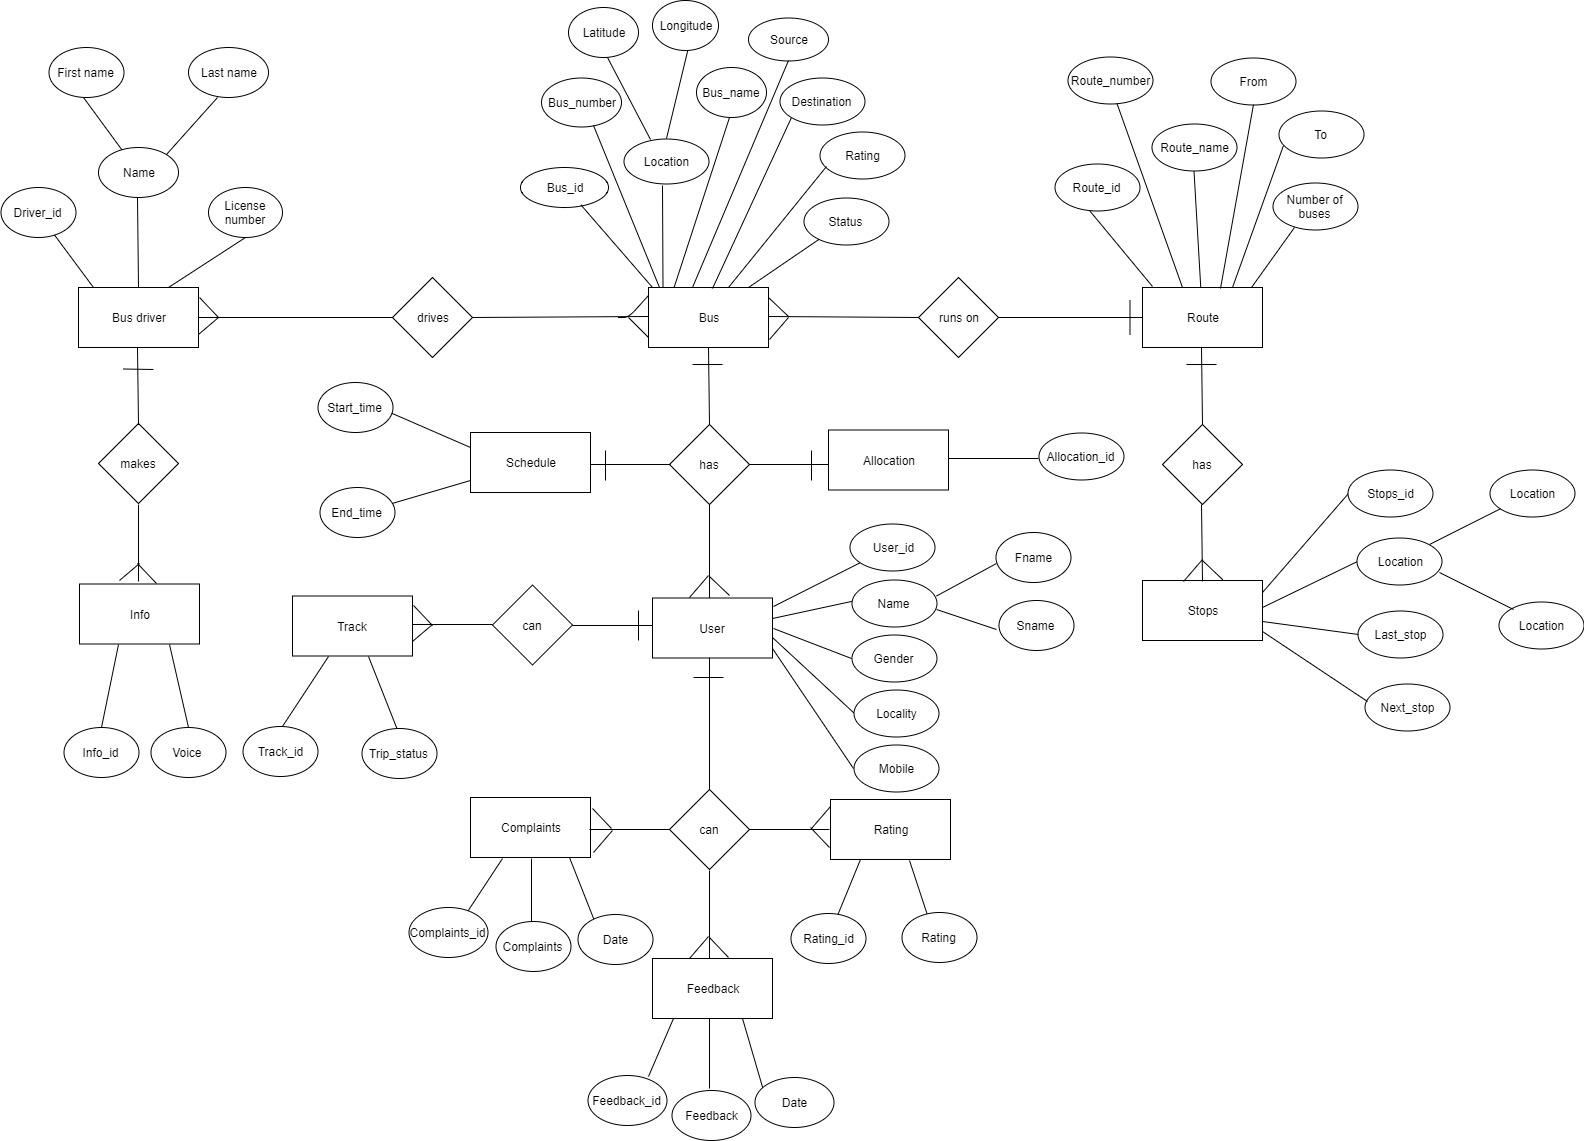 Latitude
Longitude
Source
First name
Last name
Bus_number
Bus_name
Destination
Route_number
From
Name
Location
Rating
Route_name
To
Driver_id
License
number
Bus_id
Status
Route_id
Number of
buses
Bus driver
drives
Bus
runs on
Route
Start_time
makes
Schedule
has
Allocation
Allocation_id
has
Stops_id
Location
End_time
User_id
Fname
Location
Info
Track
can
User
Name
Sname
Stops
Location
Last_stop
Gender
Info_id
Voice
Track_id
Trip_status
Locality
Next_stop
Mobile
Complaints
can
Rating
Complaints_id
Complaints
Date
Rating_id
Rating
Feedback
Feedback_id
Feedback
Date